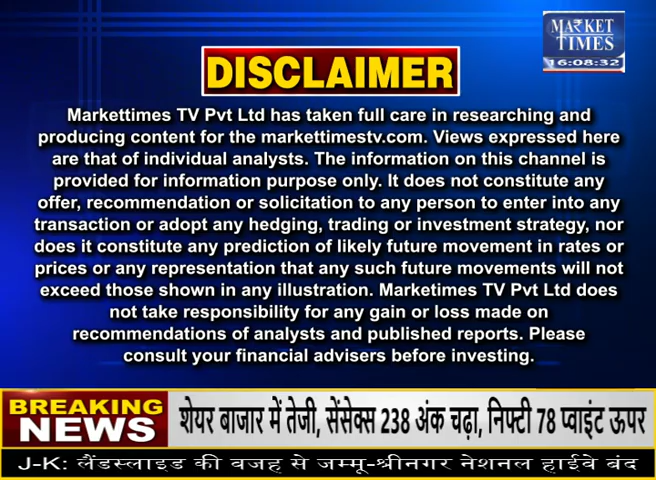 MARKET
TIMES
16:08:32
DISCLAIMER
Markettimes TV Pvt Ltd has taken full care in researching and
producing content for the markettimestv.com. Views expressed here
are that of individual analysts. The information on this channel is
provided for information purpose only. It does not constitute any
offer, recommendation or solicitation to any person to enter into any
transaction or adopt any hedging, trading or investment strategy, nor
does it constitute any prediction of likely future movement in rates or
prices or any representation that any such future movements will not
exceed those shown in any illustration. Marketimes TV Pvt Ltd does
not take responsibility for any gain or loss made on
recommendations of analysts and published reports. Please
consult your financial advisers before investing.
BREAKING
NEWS
शेयर बाजार में तेजी, सेंसेक्स 238 अंक चढ़ा, निफ्टी 78 प्वाइंट ऊपर
J-K: लैंडस्लाइड की वजह से जम्मू-श्रीनगर नेशनल हाईवे बंद